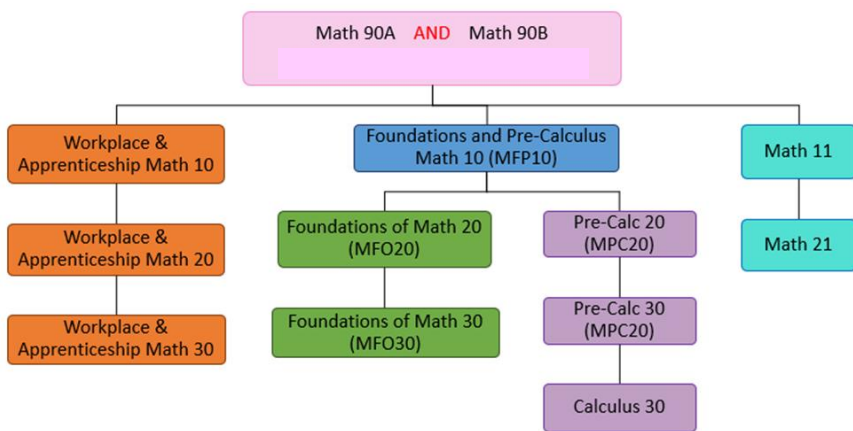 Math 90A AND Math 90B
Workplace &
Apprenticeship Math 10
Foundations and Pre-Calculus
Math 10 (MFP10)
Math 11
Workplace &
Apprenticeship Math 20
Foundations of Math 20
(MFO20)
Pre-Calc 20
(MPC20)
Math 21
Workplace &
Apprenticeship Math 30
Foundations of Math 30
(MFO30)
Pre-Calc 30
(MPC20)
Calculus 30